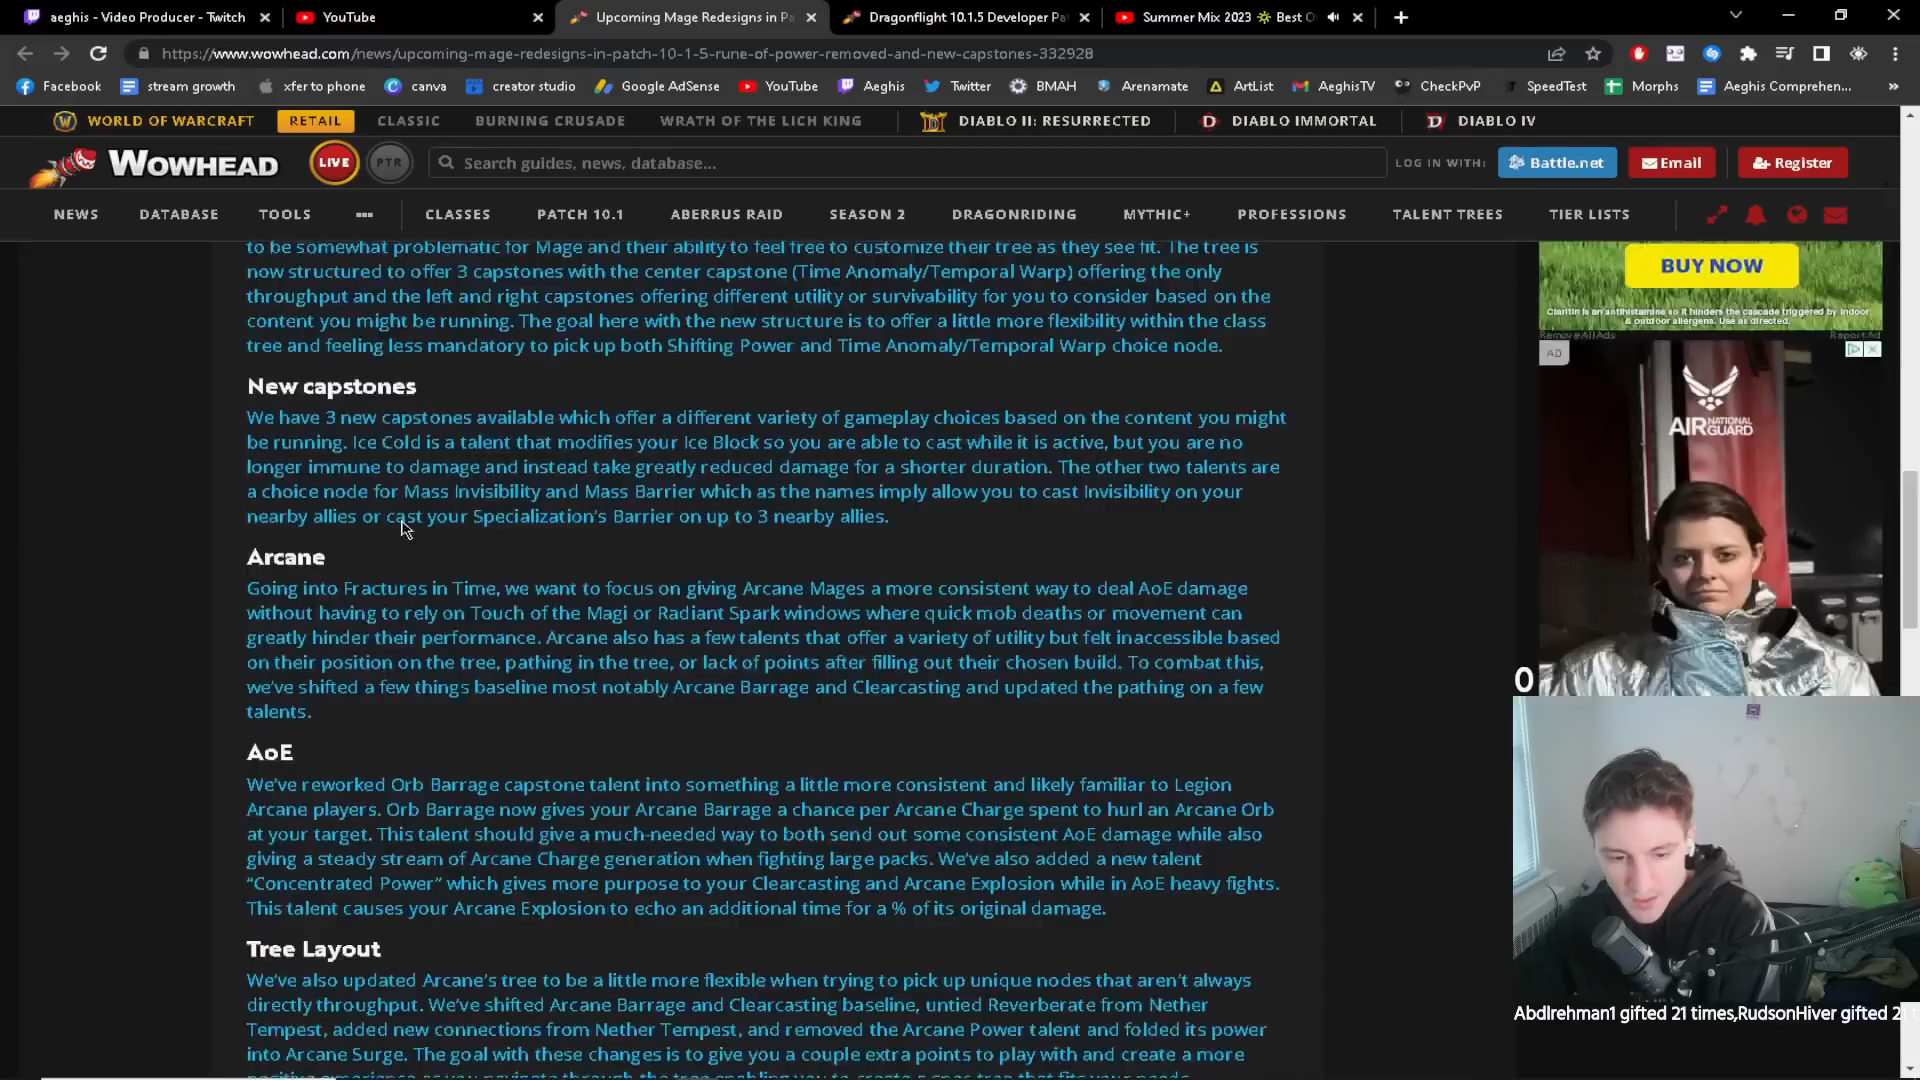 aeghis - Video Producer - Twitch
YouTube
Upcoming Mage Redesigns in Pa
Dragonflight 10.1.5 Developer Pa
Summer Mix 2023 ☀ Best O
https://www.wowhead.com/news/upcoming-mage-redesigns-in-patch-10-1-5-rune-of-power-removed-and-new-capstones-332928
Facebook
stream growth
xfer to phone
canva
creator studio
Google AdSense
YouTube
Aeghis
Twitter
BMAH
Arenamate
ArtList
AeghisTV
CheckPvP
SpeedTest
Morphs
Aeghis Comprehen...
WORLD OF WARCRAFT
RETAIL
CLASSIC
BURNING CRUSADE
WRATH OF THE LICH KING
DIABLO II: RESURRECTED
DIABLO IMMORTAL
DIABLO IV
WOWHEAD
LIVE
PTR
Search guides, news, database...
LOG IN WITH:
Battle.net
Email
Register
NEWS
DATABASE
TOOLS
CLASSES
PATCH 10.1
ABERRUS RAID
SEASON 2
DRAGONRIDING
MYTHIC+
PROFESSIONS
TALENT TREES
TIER LISTS
to be somewhat problematic for Mage and their ability to feel free to customize their tree as they see fit. The tree is
now structured to offer 3 capstones with the center capstone (Time Anomaly/Temporal Warp) offering the only
throughput and the left and right capstones offering different utility or survivability for you to consider based on the
content you might be running. The goal here with the new structure is to offer a little more flexibility within the class
tree and feeling less mandatory to pick up both Shifting Power and Time Anomaly/Temporal Warp choice node.
New capstones
We have 3 new capstones available which offer a different variety of gameplay choices based on the content you might
be running. Ice Cold is a talent that modifies your Ice Block so you are able to cast while it is active, but you are no
longer immune to damage and instead take greatly reduced damage for a shorter duration. The other two talents are
a choice node for Mass Invisibility and Mass Barrier which as the names imply allow you to cast Invisibility on your
nearby allies or cast your Specialization's Barrier on up to 3 nearby allies.
Arcane
Going into Fractures in Time, we want to focus on giving Arcane Mages a more consistent way to deal AoE damage
without having to rely on Touch of the Magi or Radiant Spark windows where quick mob deaths or movement can
greatly hinder their performance. Arcane also has a few talents that offer a variety of utility but felt inaccessible based
on their position on the tree, pathing in the tree, or lack of points after filling out their chosen build. To combat this,
we've shifted a few things baseline most notably Arcane Barrage and Clearcasting and updated the pathing on a few
talents.
AoE
We've reworked Orb Barrage capstone talent into something a little more consistent and likely familiar to Legion
Arcane players. Orb Barrage now gives your Arcane Barrage a chance per Arcane Charge spent to hurl an Arcane Orb
at your target. This talent should give a much-needed way to both send out some consistent AoE damage while also
giving a steady stream of Arcane Charge generation when fighting large packs. We've also added a new talent
“Concentrated Power” which gives more purpose to your Clearcasting and Arcane Explosion while in AoE heavy fights.
This talent causes your Arcane Explosion to echo an additional time for a % of its original damage.
Tree Layout
We've also updated Arcane's tree to be a little more flexible when trying to pick up unique nodes that aren't always
directly throughput. We've shifted Arcane Barrage and Clearcasting baseline, untied Reverberate from Nether
Tempest, added new connections from Nether Tempest, and removed the Arcane Power talent and folded its power
into Arcane Surge. The goal with these changes is to give you a couple extra points to play with and create a more
BUY NOW
Claritin is an antihistamine so it hinders the cascade triggered by indoor
& outdoor allergens. Use as directed.
Remove All Ads
Report Ad
AD
AIR NATIONAL
GUARD
0
Abdlrehman1 gifted 21 times,RudsonHiver gifted 2